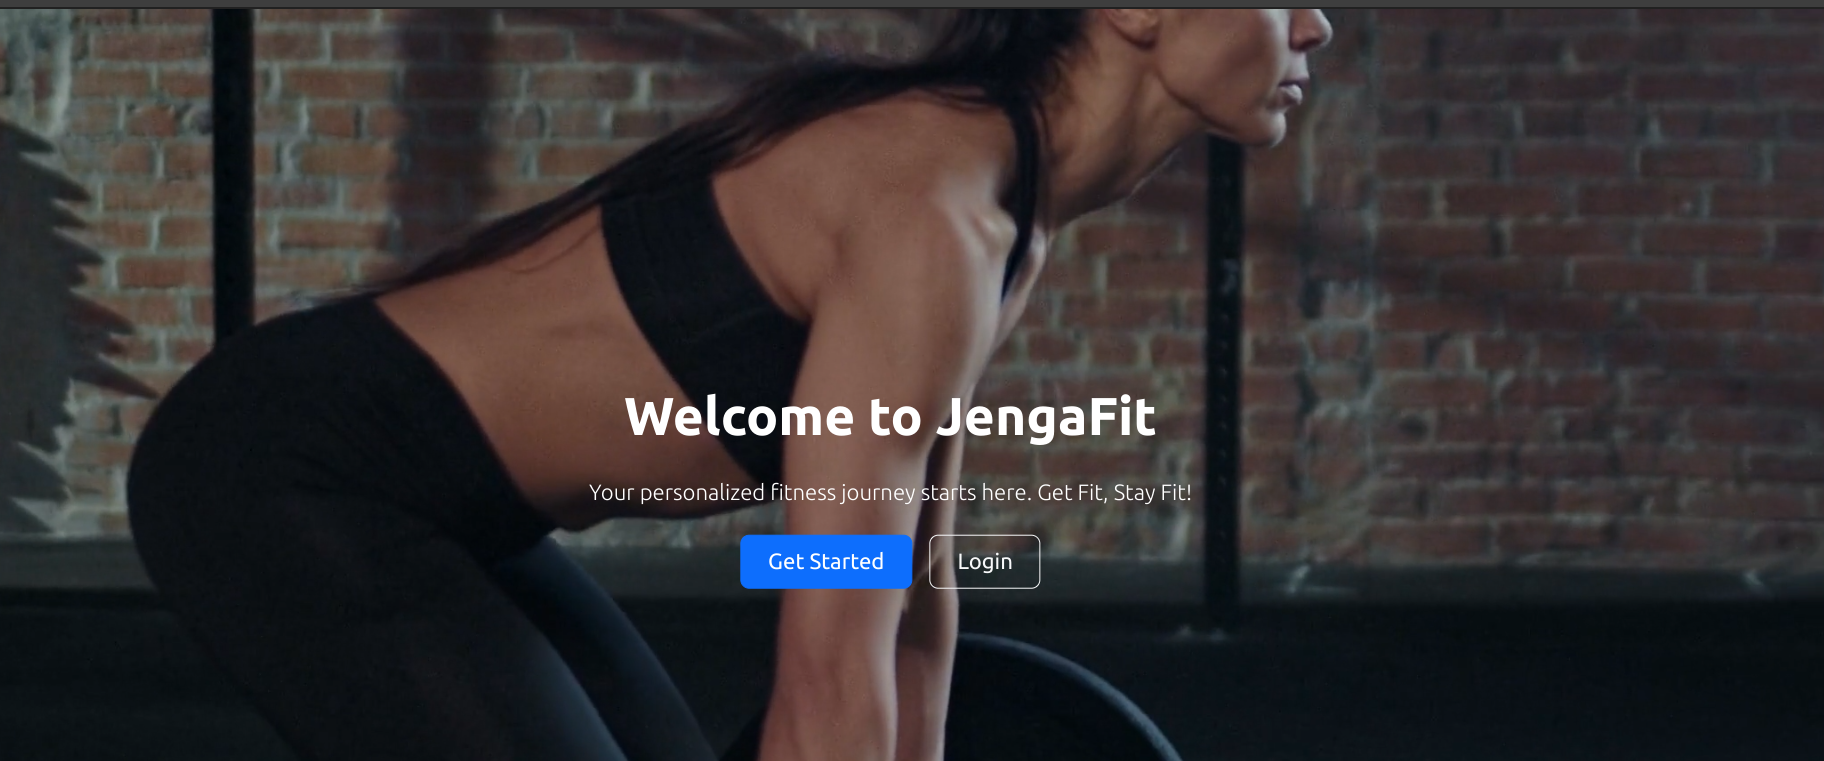 Welcome to JengaFit
Your personalized fitness journey starts here. Get Fit, Stay Fit!
Get Started
Login